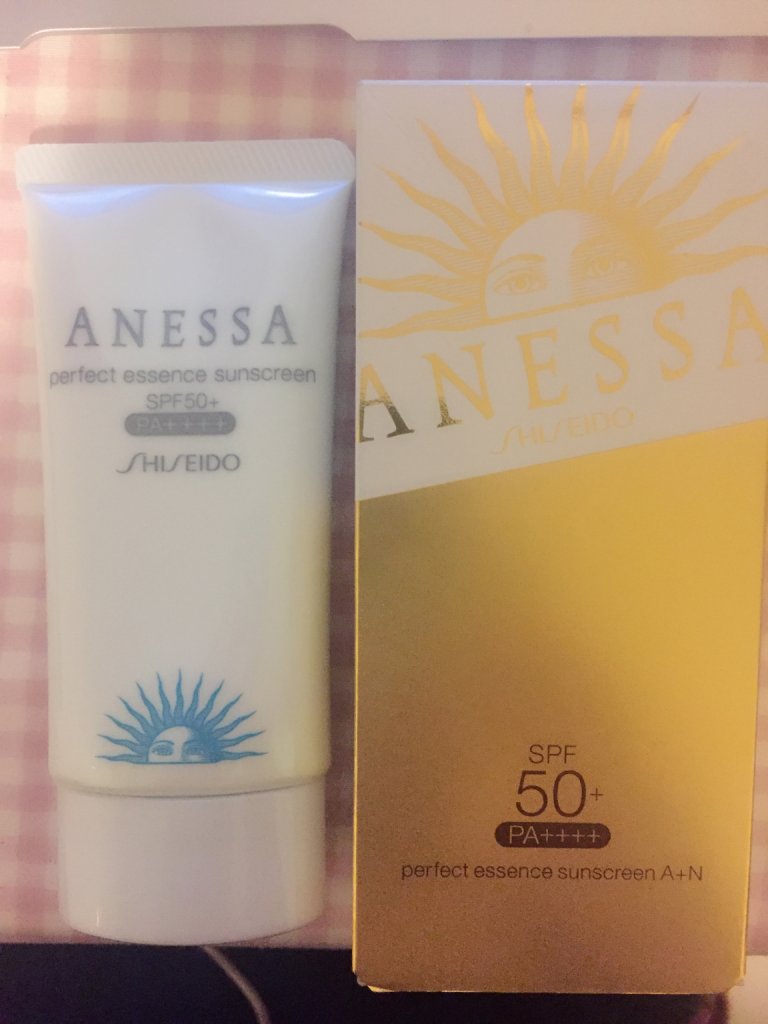 ANESSA
perfect essence sunscreen
SPF50+
PA++++
SHISEIDO
ANESSA
SHISEIDO
SPF
50+
PA++++
perfect essence sunscreen A+N